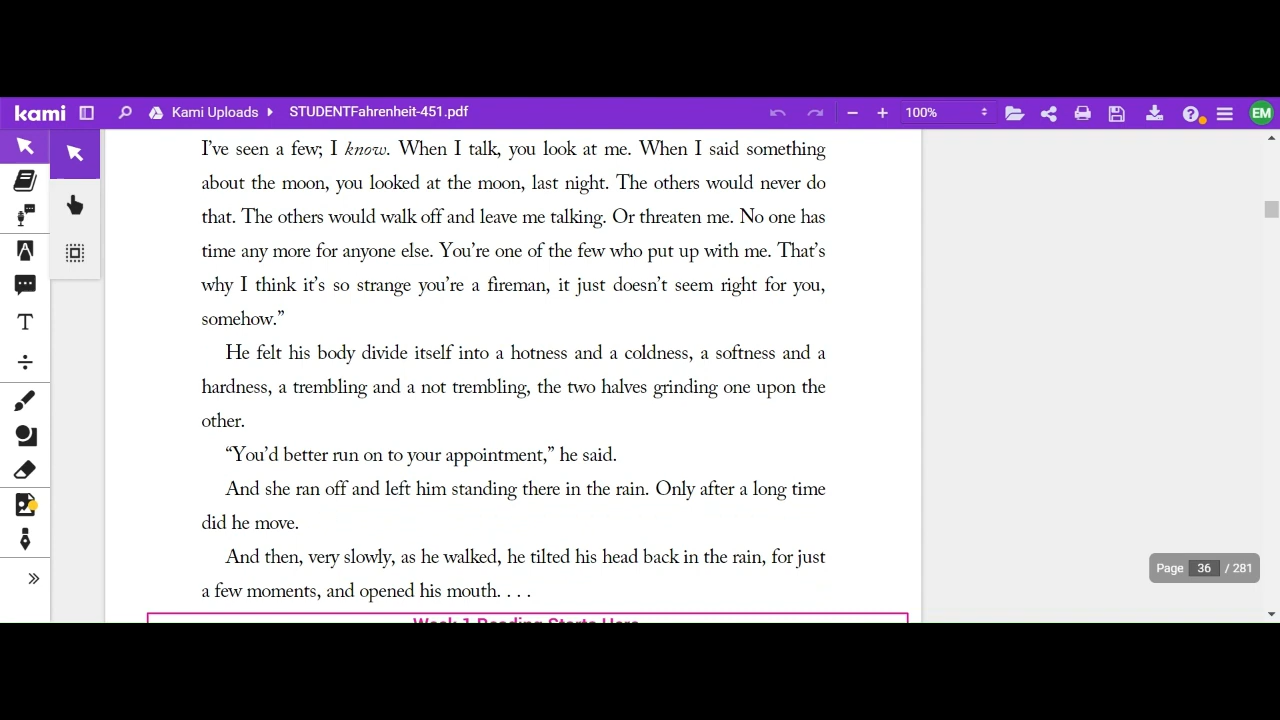 kami Kami Uploads STUDENTFahrenheit-451.pdf 100% EM
I've seen a few; I know. When I talk, you look at me. When I said something
about the moon, you looked at the moon, last night. The others would never do
that. The others would walk off and leave me talking. Or threaten me. No one has
time any more for anyone else. You're one of the few who put up with me. That's
why I think it's so strange you're a fireman, it just doesn't seem right for you,
somehow.”
He felt his body divide itself into a hotness and a coldness, a softness and a
hardness, a trembling and a not trembling, the two halves grinding one upon the
other.
“You'd better run on to your appointment,” he said.
And she ran off and left him standing there in the rain. Only after a long time
did he move.
And then, very slowly, as he walked, he tilted his head back in the rain, for just
a few moments, and opened his mouth. . . .
Page 36 / 281
Week 1 Reading Starts Here